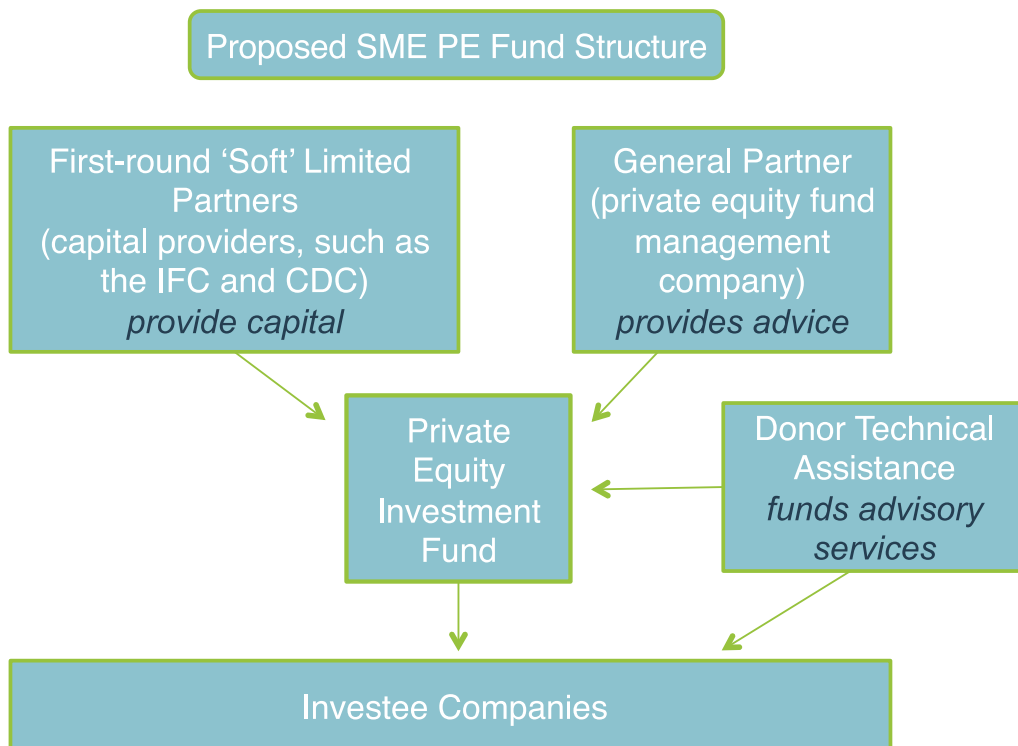 Proposed SME PE Fund Structure
First-round ‘Soft’ Limited
Partners
(capital providers, such as
the IFC and CDC)
provide capital
General Partner
(private equity fund
management
company)
provides advice
Private
Equity
Investment
Fund
Donor Technical
Assistance
funds advisory
services
Investee Companies